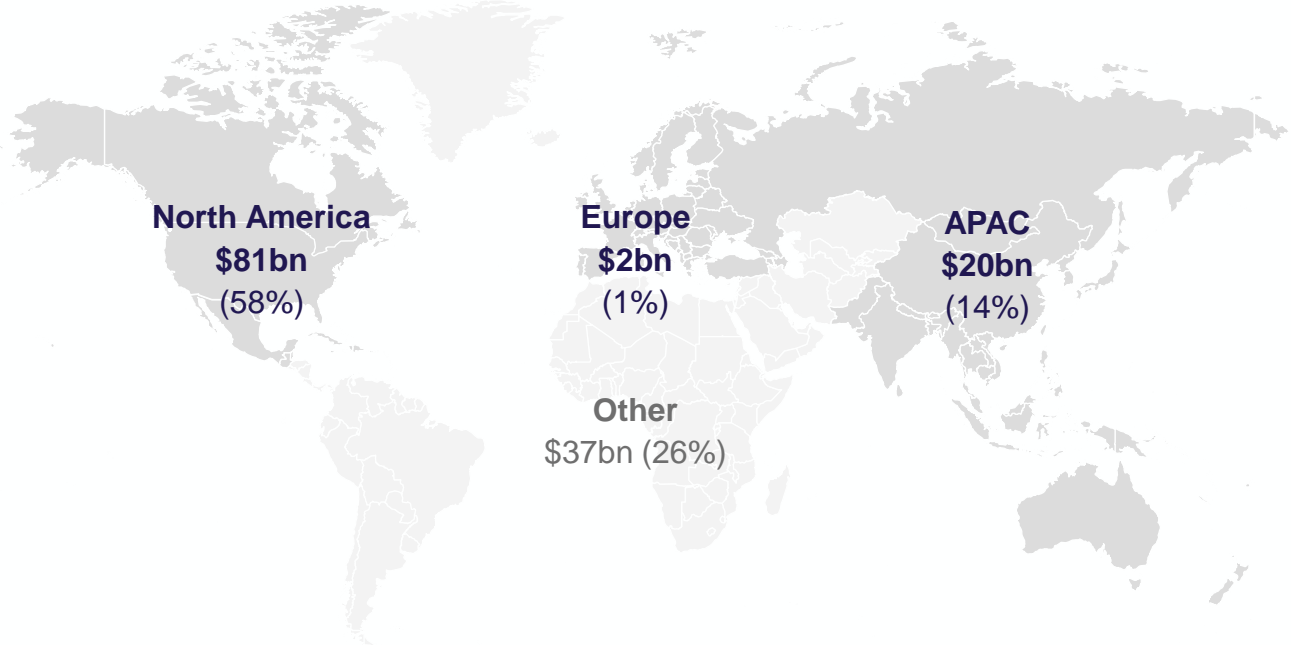 North America
$81bn
(58%)
Europe
$2bn
(1%)
APAC
$20bn
(14%)
Other
$37bn (26%)